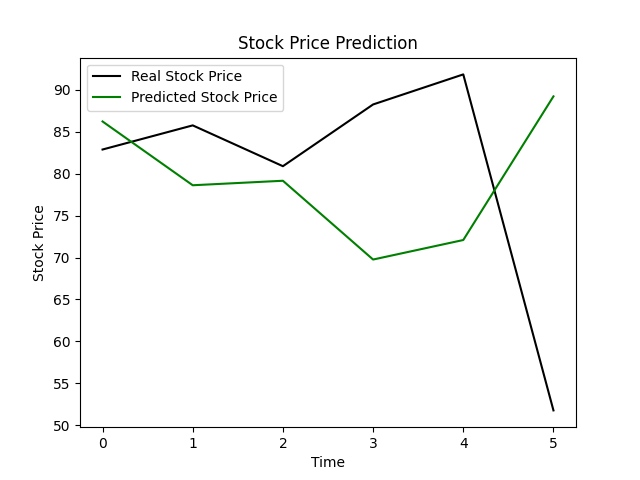 Stock Price Prediction
Real Stock Price
Predicted Stock Price
90
85
80
75
70
65
60
55
50
Stock Price
0 1 2 3 4 5
Time